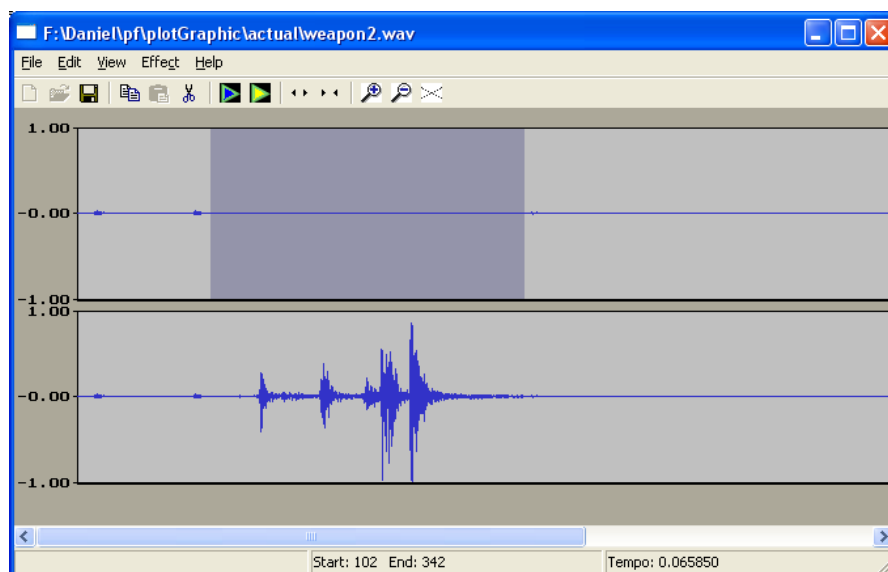 F:\Daniel\pf\plotGraphic\actual\weapon2.wav
File Edit View Effect Help
1.00
-0.00
-1.00
1.00
-0.00
-1.00
Start: 102 End: 342 Tempo: 0.065850